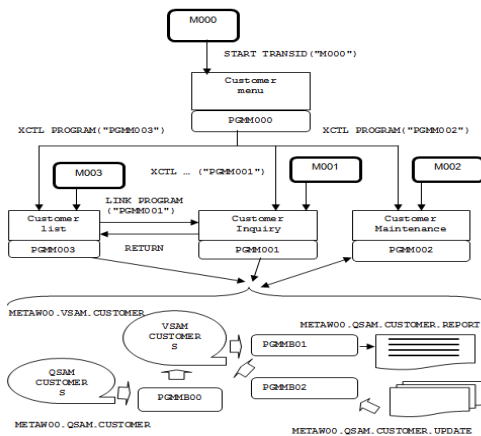 M000
START TRANSID("M000")
Customer
menu
PGMM000
XCTL PROGRAM("PGMM003")
XCTL PROGRAM("PGMM002")
M003
XCTL … ("PGMM001")
M001
M002
LINK PROGRAM
("PGMM001")
Customer
list
PGMM003
RETURN
Customer
Inquiry
PGMM001
Customer
Maintenance
PGMM002
METAW00.VSAM.CUSTOMER
VSAM
CUSTOMER
S
METAW00.QSAM.CUSTOMER.REPORT
PGMMB01
QSAM
CUSTOMER
S
PGMMB00
PGMMB02
METAW00.QSAM.CUSTOMER
METAW00.QSAM.CUSTOMER.UPDATE